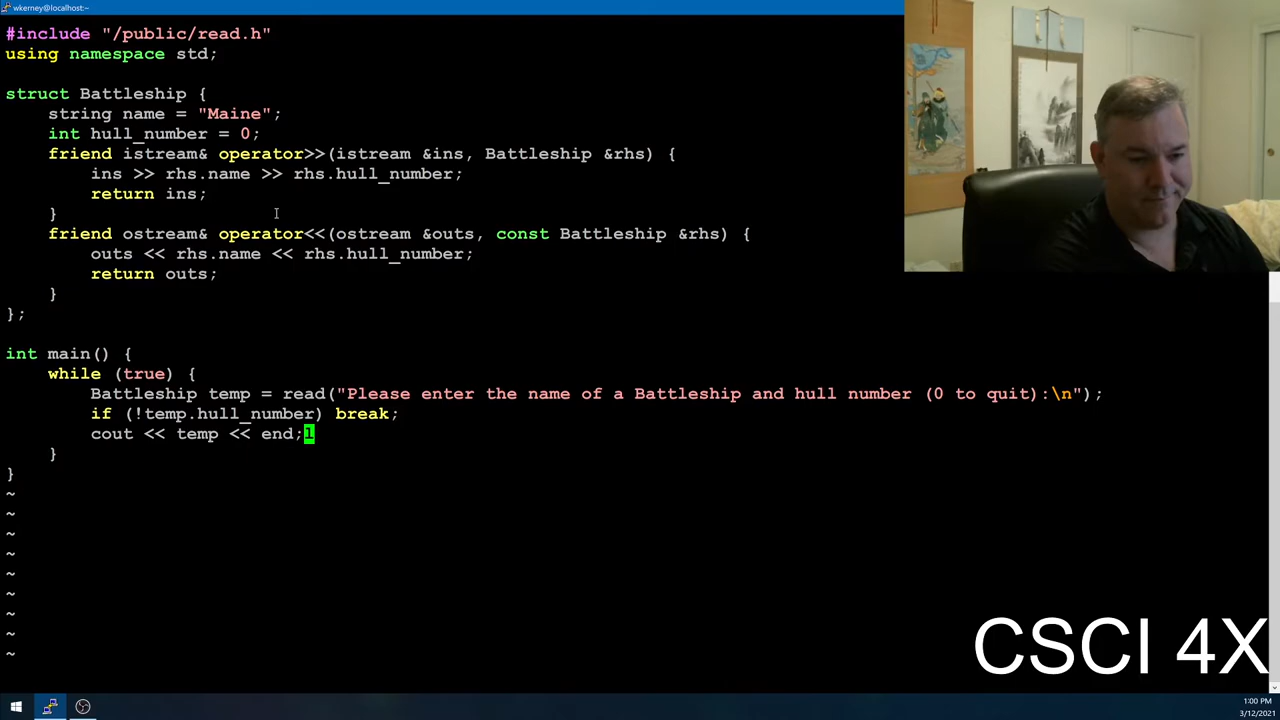 wkerney@localhost:~
#include "/public/read.h"
using namespace std;
struct Battleship {
    string name = "Maine";
    int hull_number = 0;
    friend istream& operator>>(istream &ins, Battleship &rhs) {
        ins >> rhs.name >> rhs.hull_number;
        return ins;
    }
    friend ostream& operator<<(ostream &outs, const Battleship &rhs) {
        outs << rhs.name << rhs.hull_number;
        return outs;
    }
};
int main() {
    while (true) {
        Battleship temp = read("Please enter the name of a Battleship and hull number (0 to quit):\n");
        if (!temp.hull_number) break;
        cout << temp << end;l
    }
}
~
~
~
~
~
~
~
~
~
CSCI 4X
1:00 PM
3/12/2021